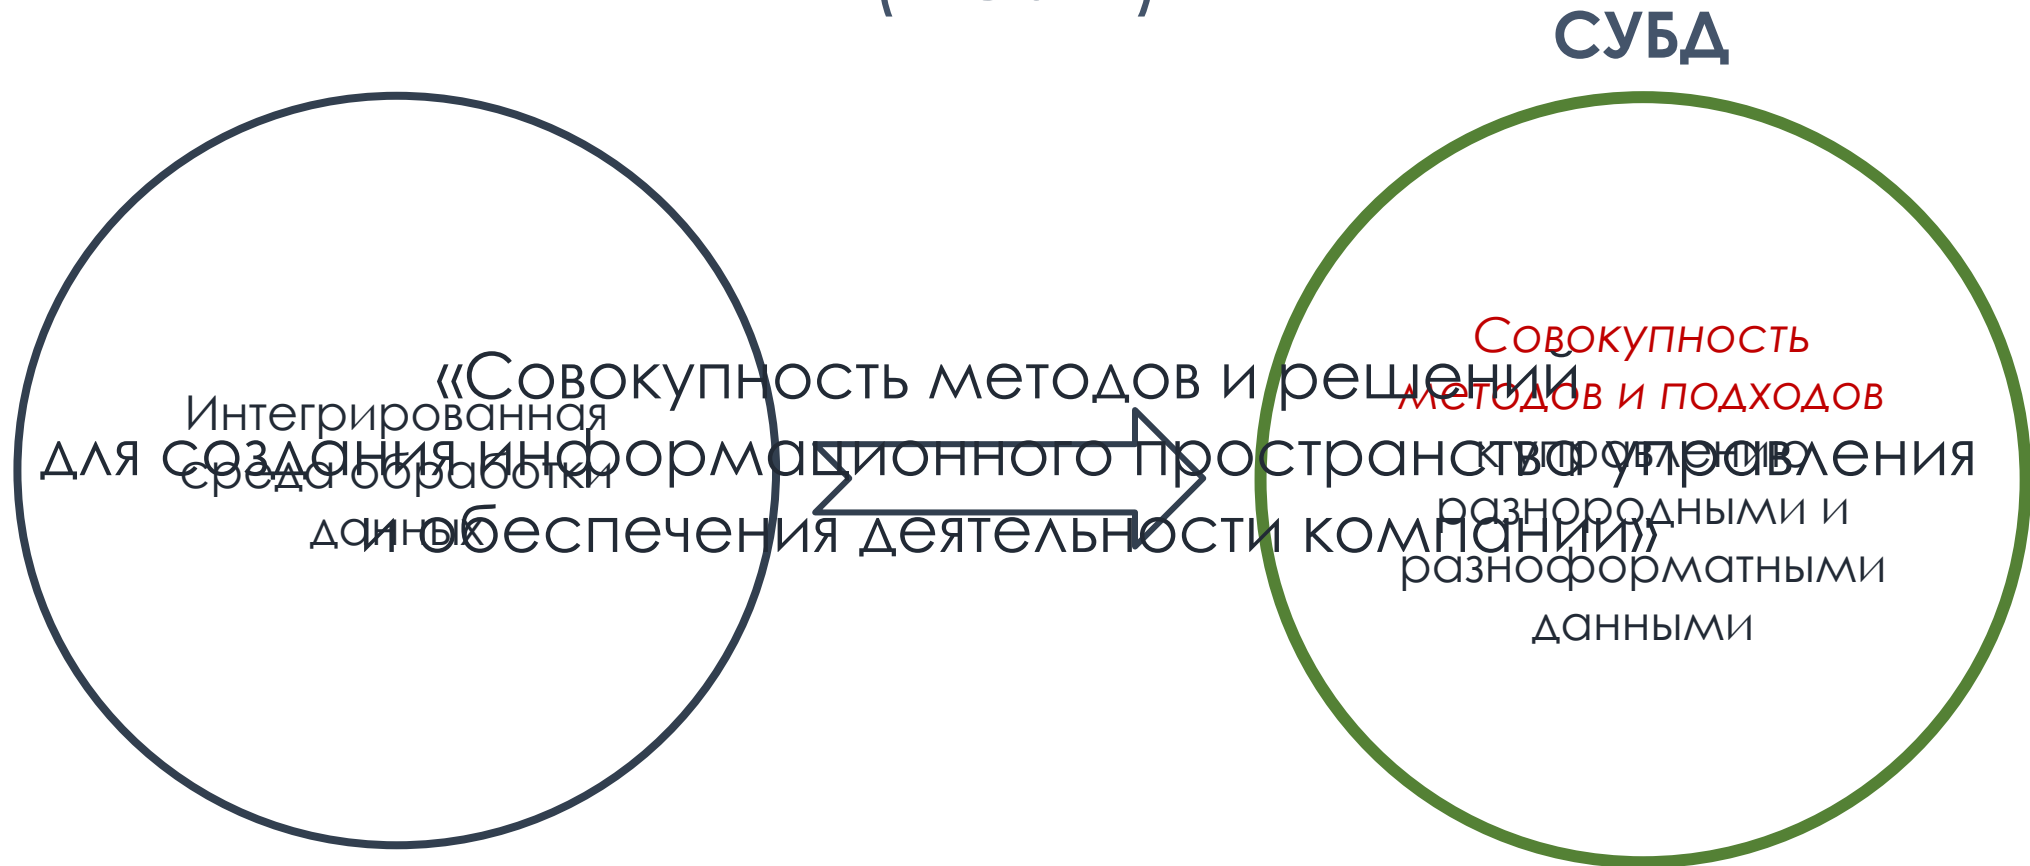 СУБД
Интегрированная
среда обработки
данных
«Совокупность методов и решений
для создания информационного пространства управления
и обеспечения деятельности компании»
Совокупность
методов и подходов
к управлению
разнородными и
разноформатными
данными